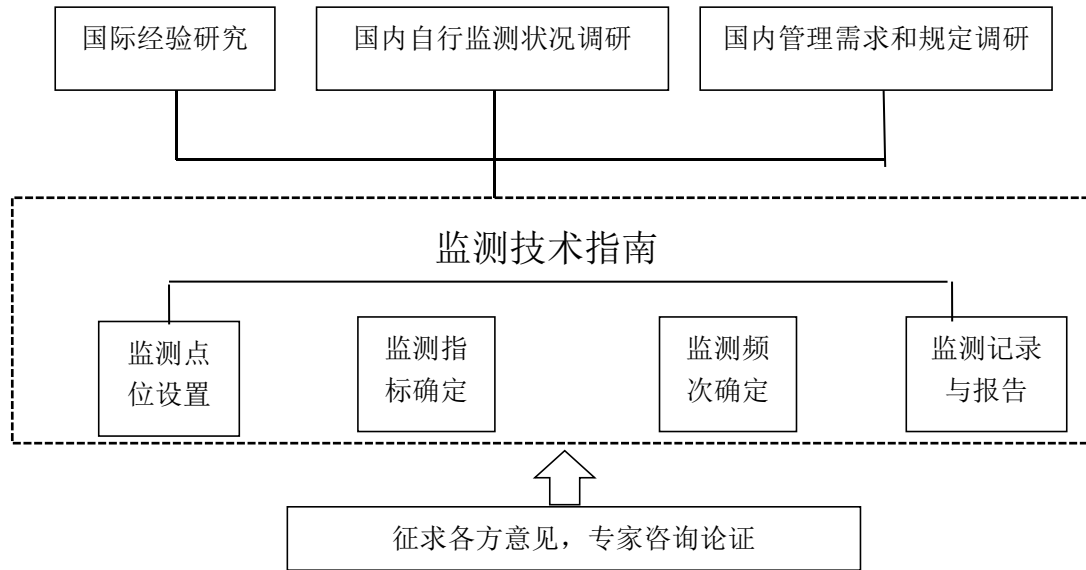 国际经验研究
国内自行监测状况调研
国内管理需求和规定调研
监测技术指南
监测点
位设置
监测指
标确定
监测频
次确定
监测记录
与报告
征求各方意见，专家咨询论证